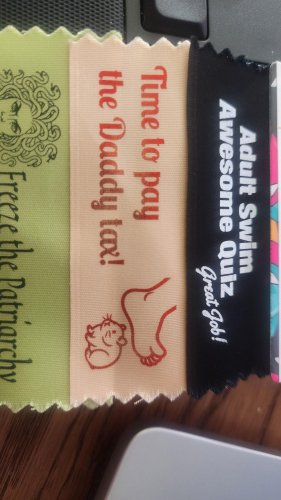 Freeze the Patriarchy
Time to pay
the Daddy tax!
Adult Swim
Awesome Quiz
Great Job!